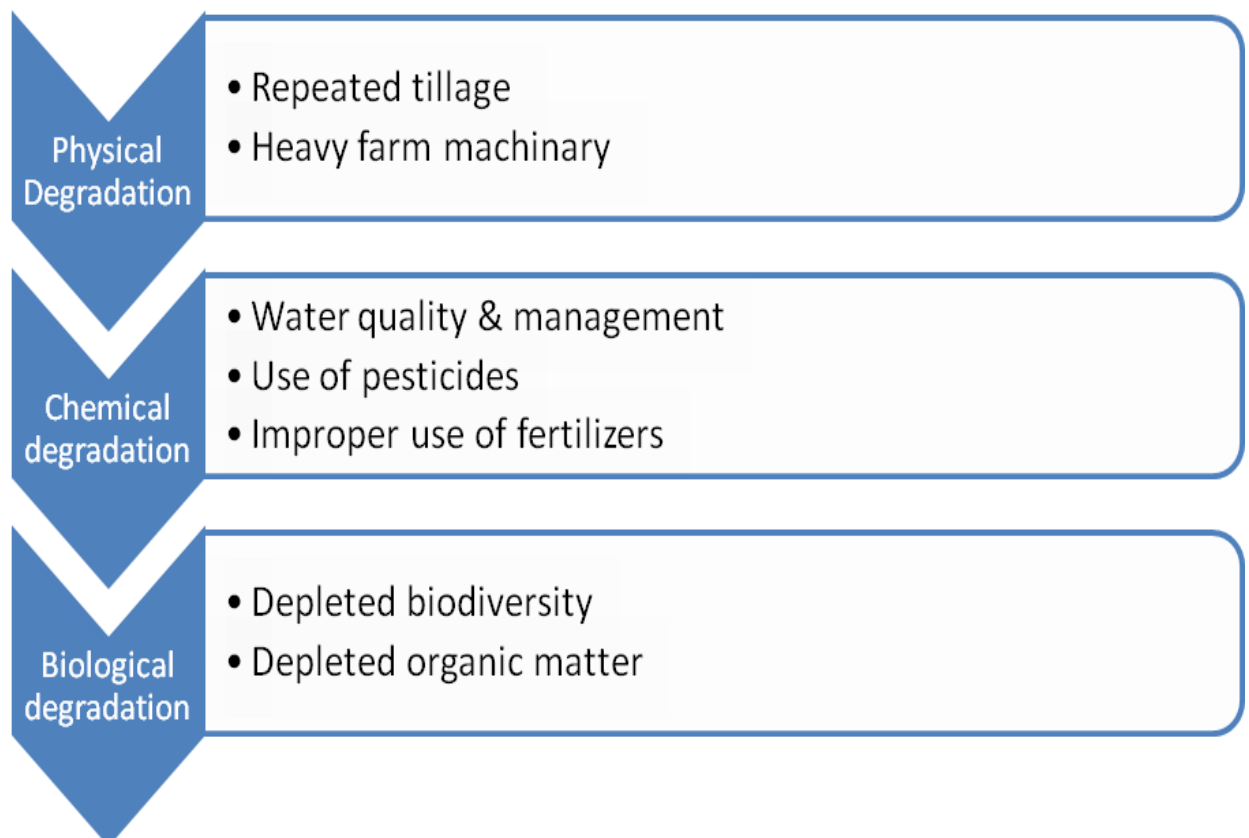 Physical
Degradation
• Repeated tillage
• Heavy farm machinary
Chemical
degradation
• Water quality & management
• Use of pesticides
• Improper use of fertilizers
Biological
degradation
• Depleted biodiversity
• Depleted organic matter